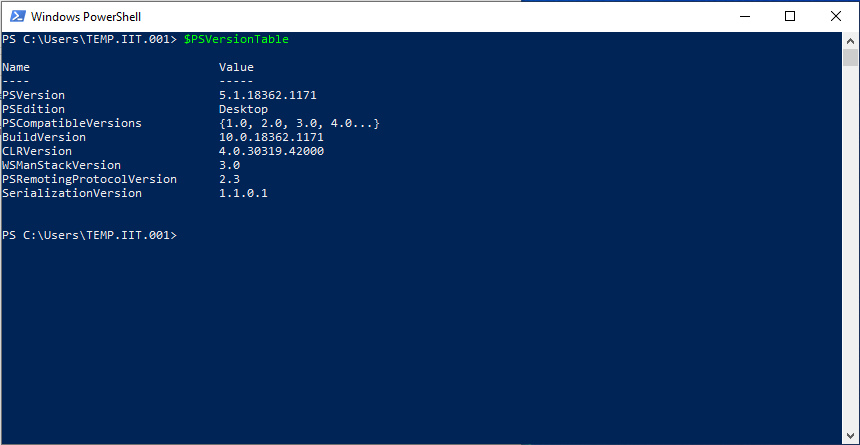 Windows PowerShell
PS C:\Users\TEMP.IIT.001> $PSVersionTable
Name                           Value
----                           -----
PSVersion                      5.1.18362.1171
PSEdition                      Desktop
PSCompatibleVersions           {1.0, 2.0, 3.0, 4.0...}
BuildVersion                   10.0.18362.1171
CLRVersion                     4.0.30319.42000
WSManStackVersion              3.0
PSRemotingProtocolVersion      2.3
SerializationVersion           1.1.0.1
PS C:\Users\TEMP.IIT.001>